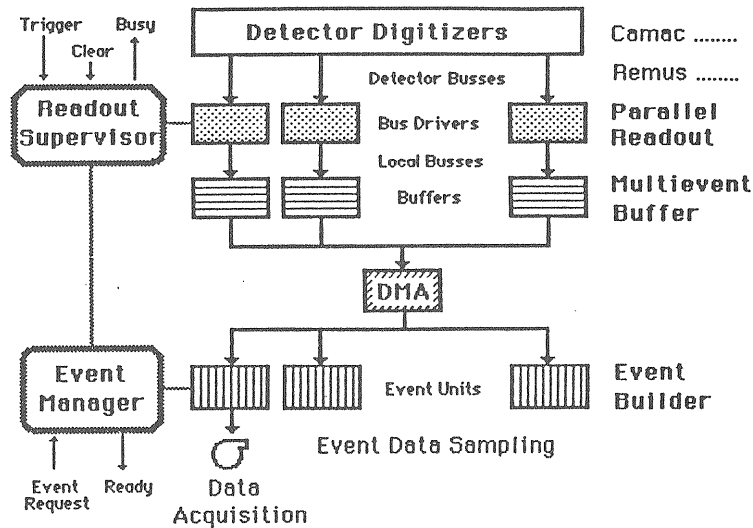 Trigger
Clear
Busy
Readout
Supervisor
Detector Digitizers
Camac ........
Remus ........
Detector Busses
Bus Drivers
Parallel
Readout
Local Busses
Buffers
Multievent
Buffer
DMA
Event
Manager
Event Units
Event
Builder
Event Data Sampling
Event
Request
Ready
Data
Acquisition